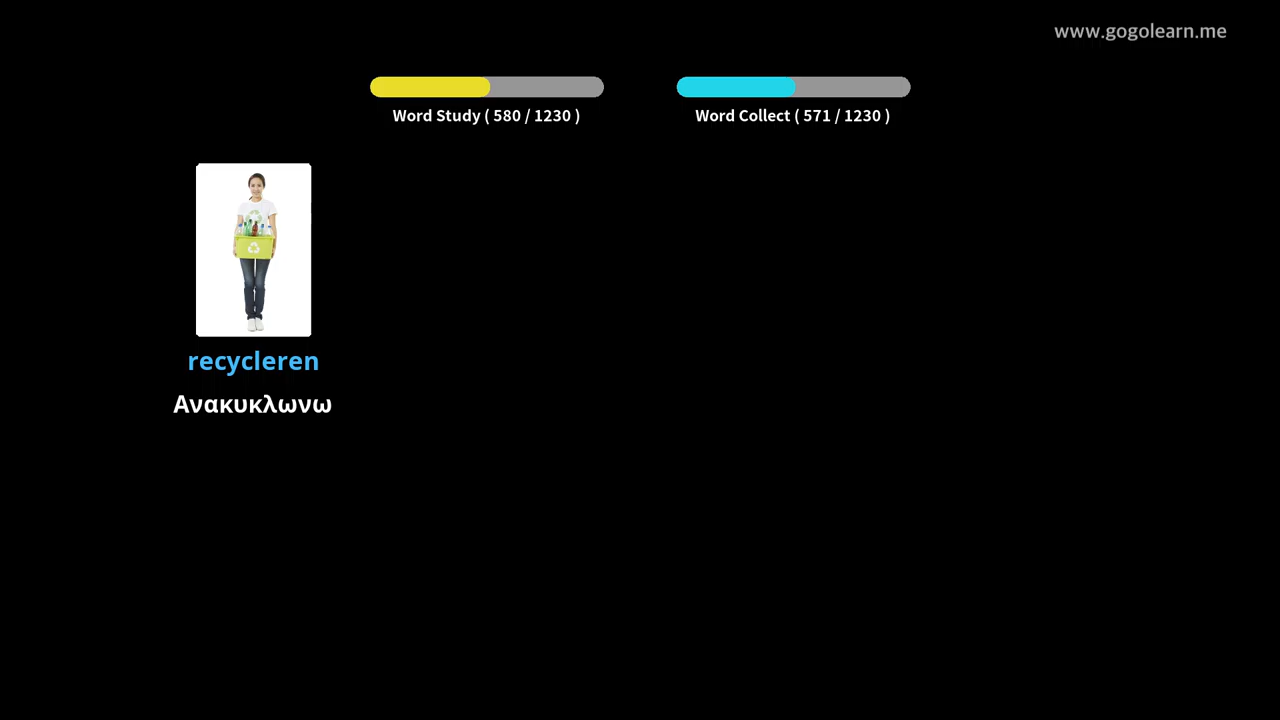 www.gogolearn.me
Word Study ( 580 / 1230 )
Word Collect ( 571 / 1230 )
recycleren
Ανακυκλωνω